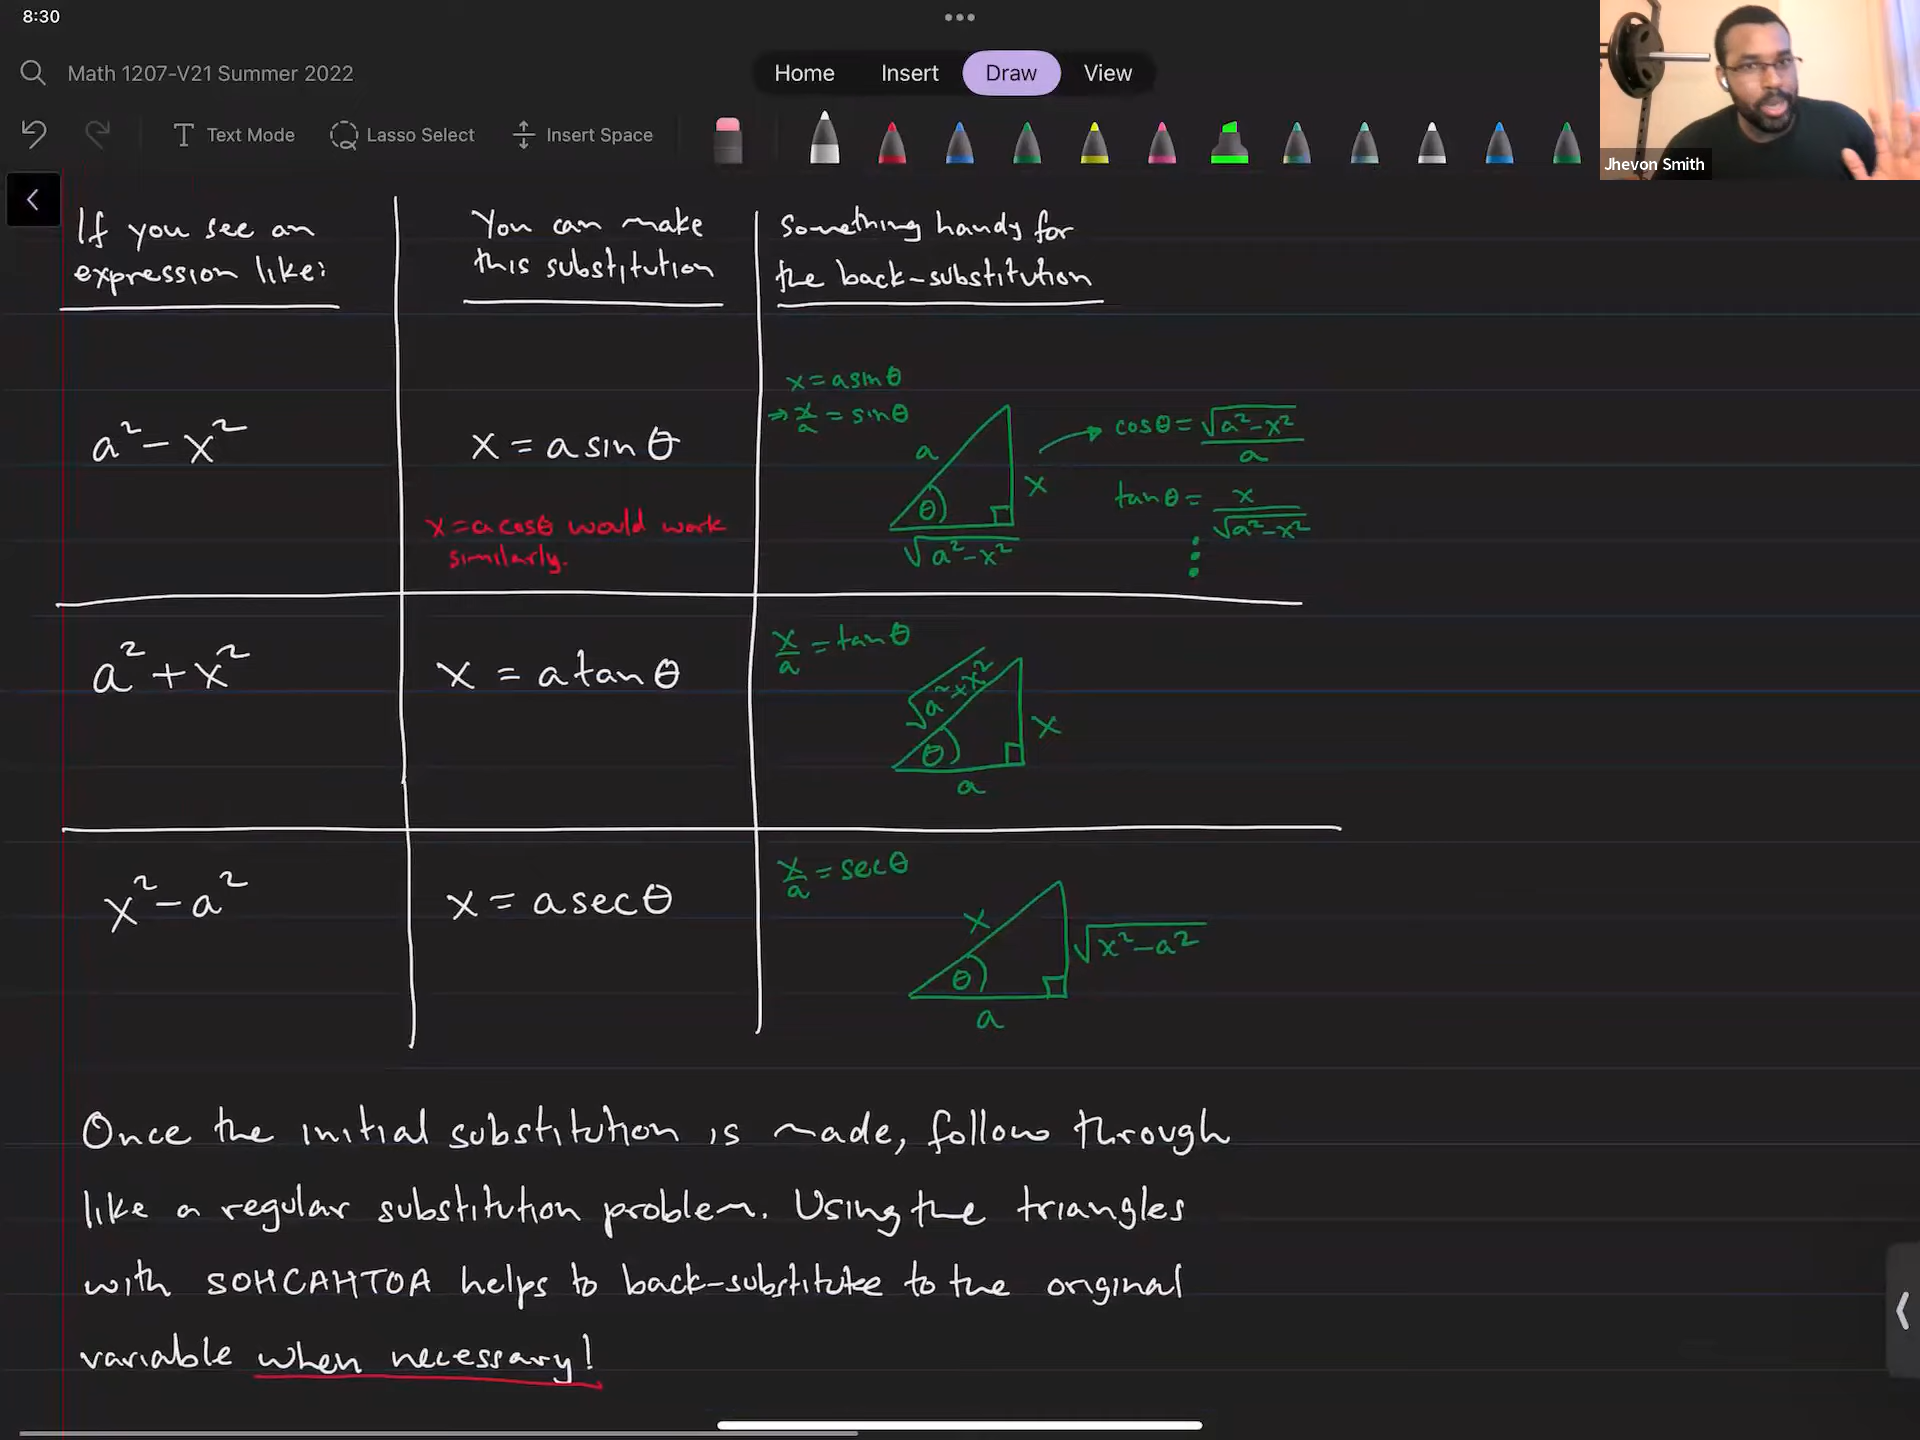 8:30
Math 1207-V21 Summer 2022
Home Insert Draw View
Text Mode Lasso Select Insert Space
Jhevon Smith
If you see an
expression like:
You can make
this substitution
Something handy for
the back-substitution
a² - x²
x = a sin θ
x = a cos θ would work
similarly.
x = a sin θ
⇒ x/a = sin θ
a
θ
x
√(a² - x²)
cos θ = √(a² - x²)/a
tan θ = x/√(a² - x²)
⋮
a² + x²
x = a tan θ
x/a = tan θ
√(a² + x²)
θ
x
a
x² - a²
x = a sec θ
x/a = sec θ
x
θ
√(x² - a²)
a
Once the initial substitution is made, follow through
like a regular substitution problem. Using the triangles
with SOHCAHTOA helps to back-substitute to the original
variable when necessary!